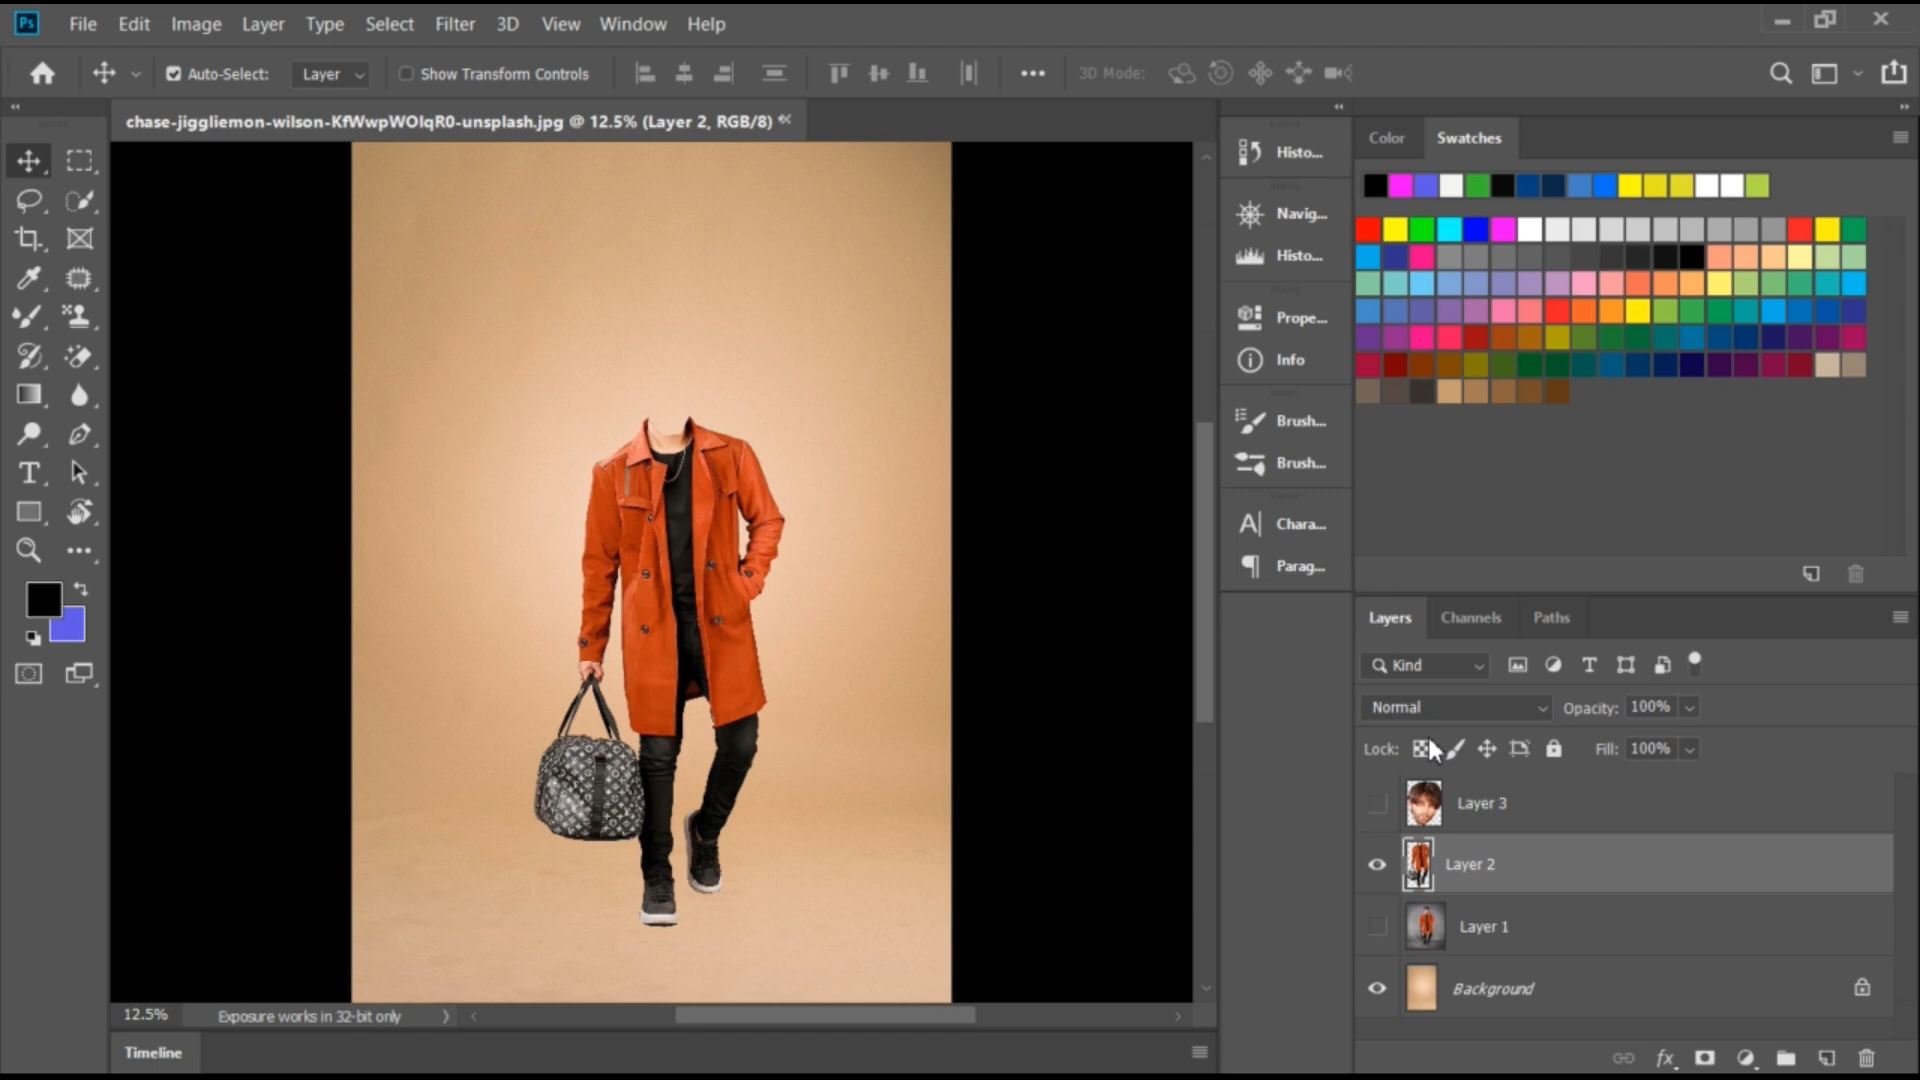 Ps File Edit Image Layer Type Select Filter 3D View Window Help
Auto-Select: Layer Show Transform Controls 3D Mode:
chase-jiggliemon-wilson-KfWwpWOlqR0-unsplash.jpg @ 12.5% (Layer 2, RGB/8) *
Histo...
Navig...
Histo...
Prope...
Info
Brush...
Brush...
Chara...
Parag...
Color Swatches
Layers Channels Paths
Kind
Normal Opacity: 100%
Lock: Fill: 100%
Layer 3
Layer 2
Layer 1
Background
fx
12.5% Exposure works in 32-bit only
Timeline